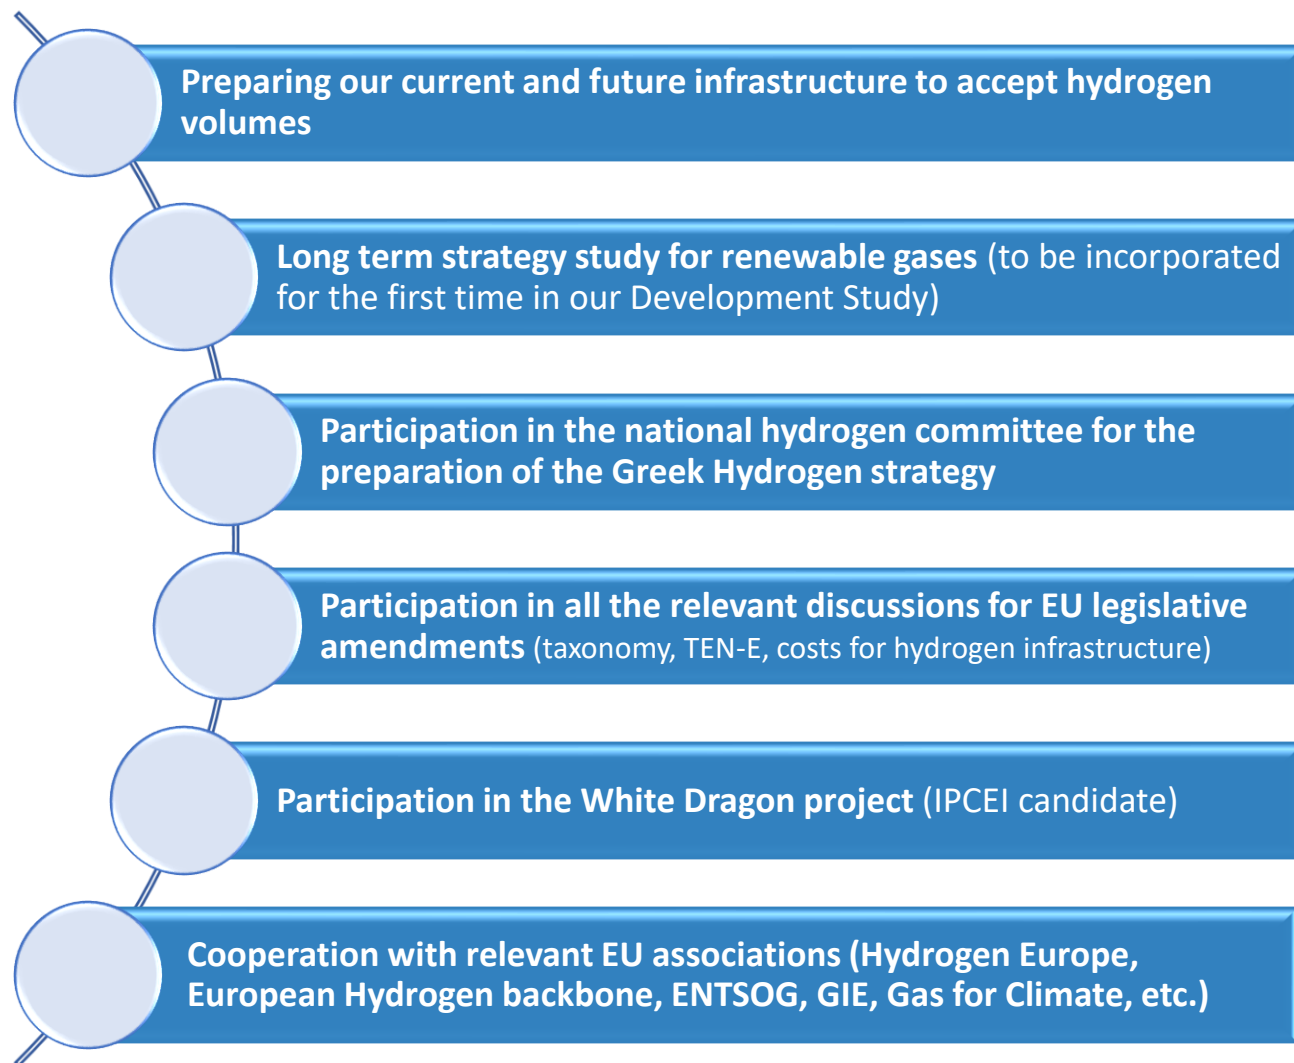 Preparing our current and future infrastructure to accept hydrogen
volumes
Long term strategy study for renewable gases (to be incorporated
for the first time in our Development Study)
Participation in the national hydrogen committee for the
preparation of the Greek Hydrogen strategy
Participation in all the relevant discussions for EU legislative
amendments (taxonomy, TEN-E, costs for hydrogen infrastructure)
Participation in the White Dragon project (IPCEI candidate)
Cooperation with relevant EU associations (Hydrogen Europe,
European Hydrogen backbone, ENTSOG, GIE, Gas for Climate, etc.)